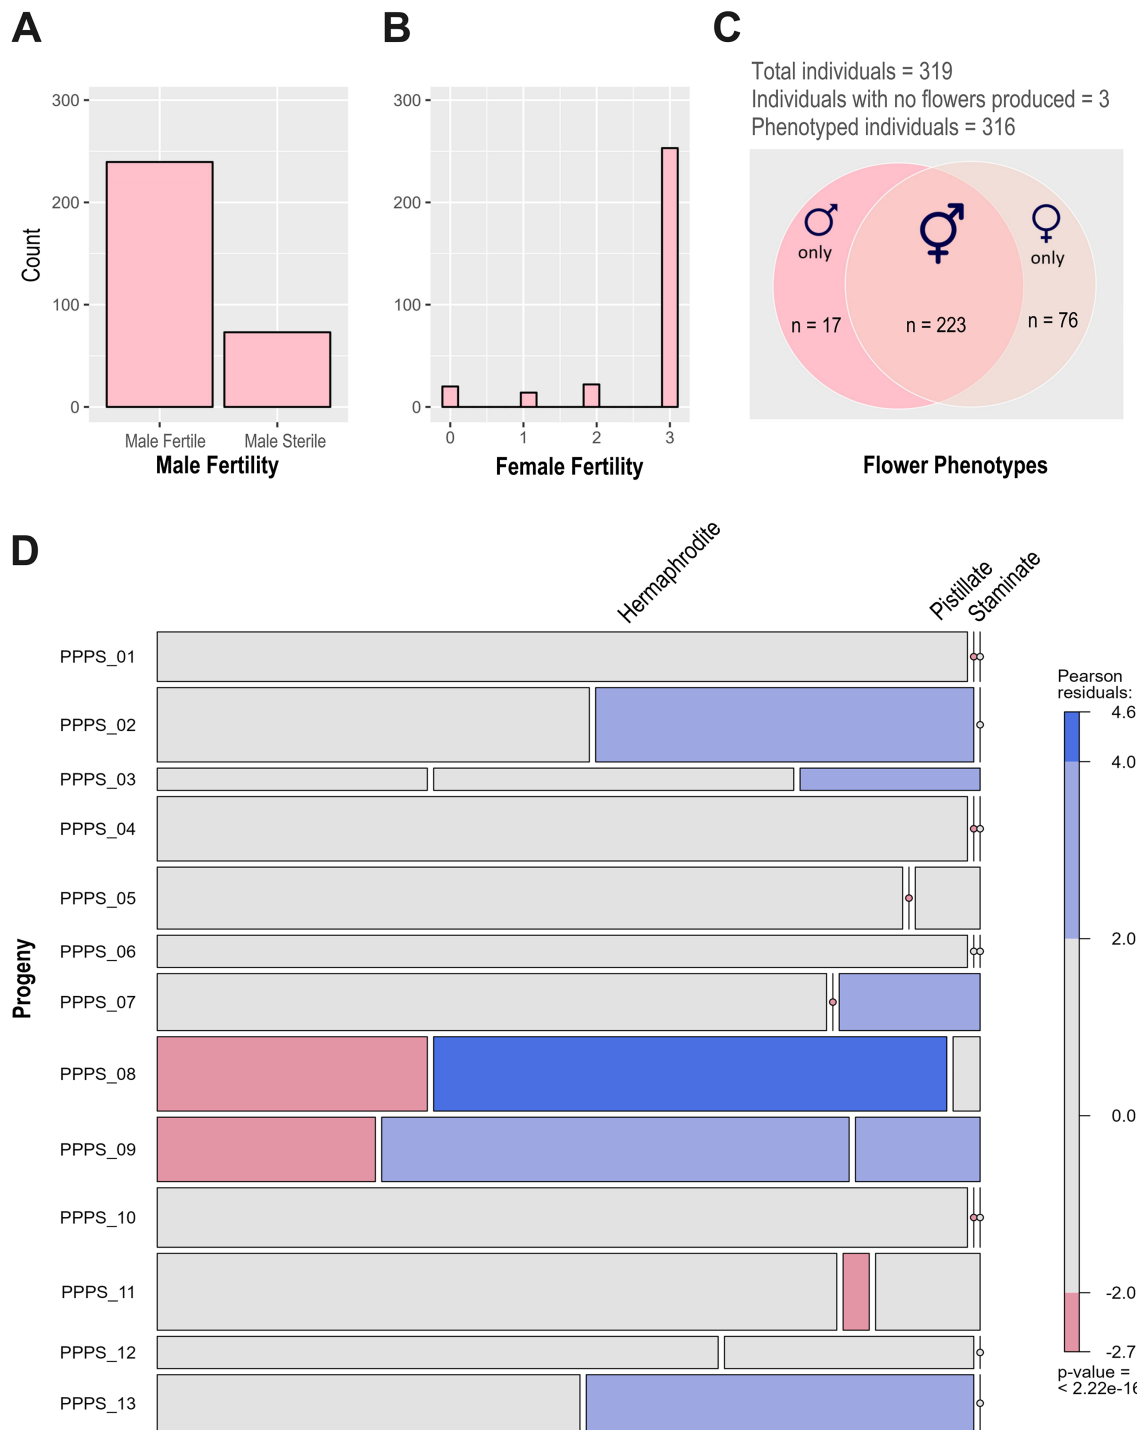 A
B
C
Total individuals = 319
Individuals with no flowers produced = 3
Phenotyped individuals = 316
300
200
100
0
Count
Male Fertile
Male Sterile
Male Fertility
300
200
100
0
0
1
2
3
Female Fertility
only
only
n = 17
n = 223
n = 76
Flower Phenotypes
D
Hermaphrodite
Pistillate
Staminate
Progeny
PPPS_01
PPPS_02
PPPS_03
PPPS_04
PPPS_05
PPPS_06
PPPS_07
PPPS_08
PPPS_09
PPPS_10
PPPS_11
PPPS_12
PPPS_13
Pearson
residuals:
4.6
4.0
2.0
0.0
-2.0
-2.7
p-value =
< 2.22e-16